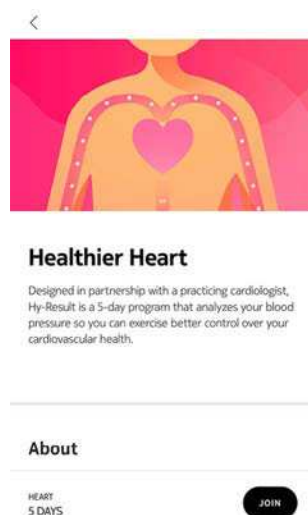 Healthier Heart
Designed in partnership with a practicing cardiologist,
Hy-Result is a 5-day program that analyzes your blood
pressure so you can exercise better control over your
cardiovascular health.
About
HEART
5 DAYS
JOIN